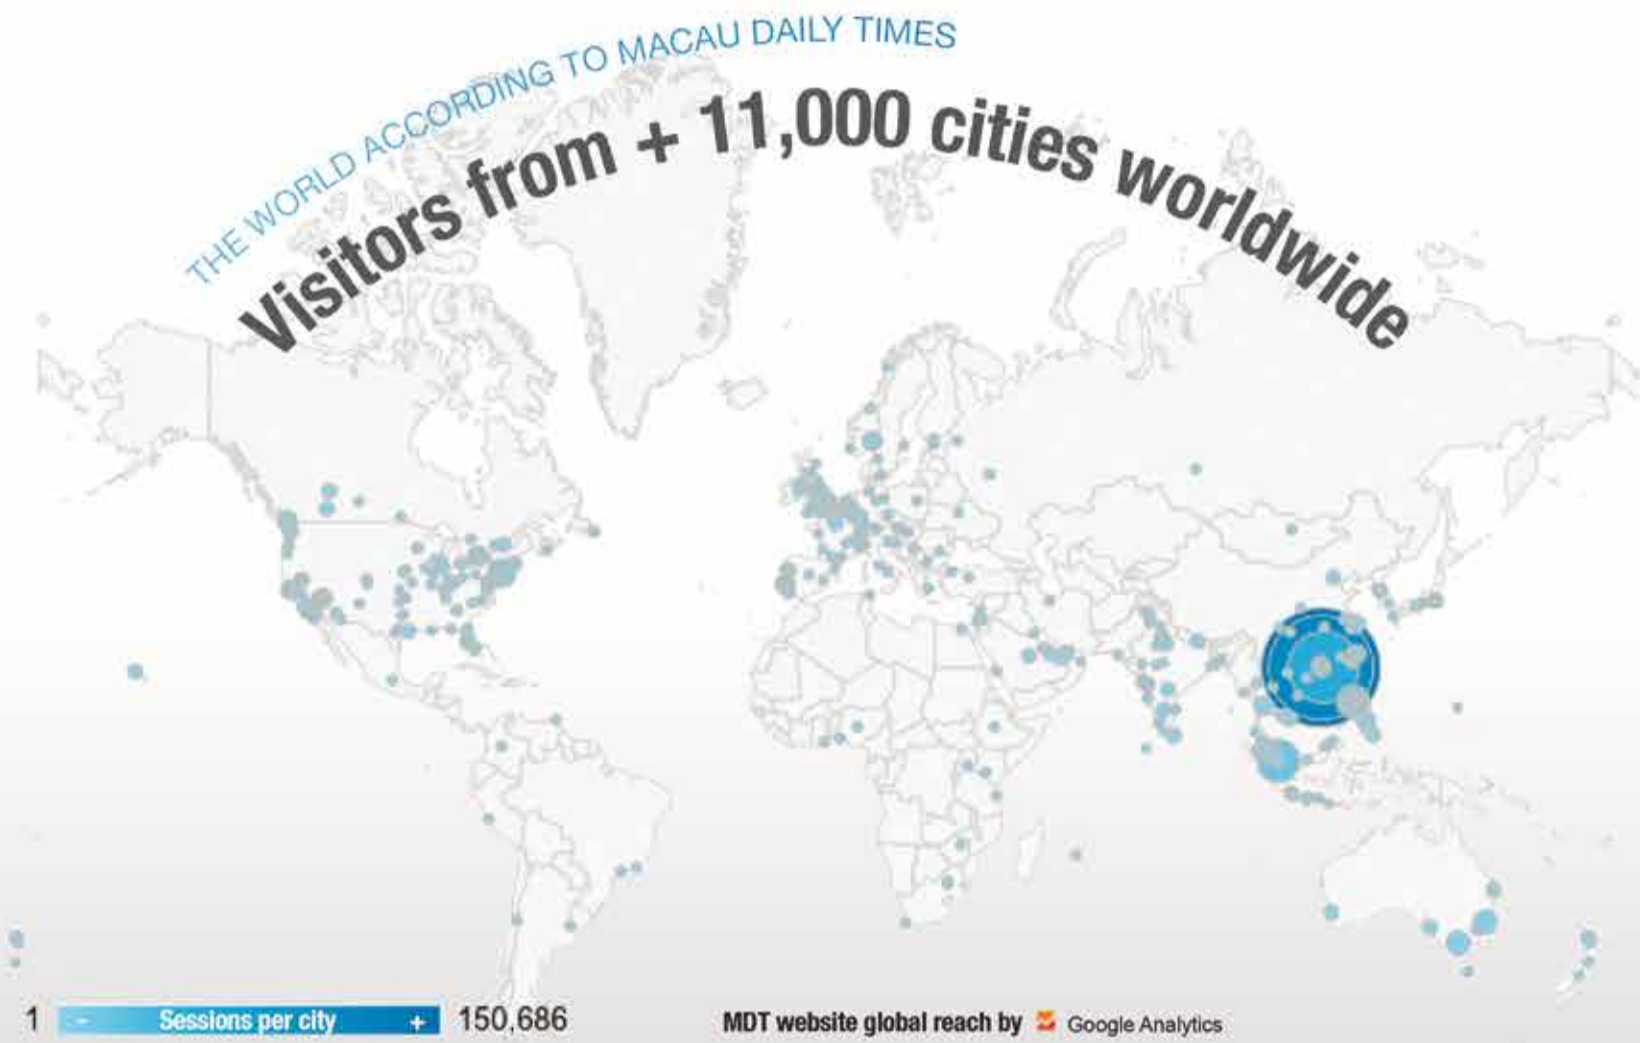 THE WORLD ACCORDING TO MACAU DAILY TIMES
Visitors from + 11,000 cities worldwide
1 - Sessions per city + 150,686
MDT website global reach by Google Analytics